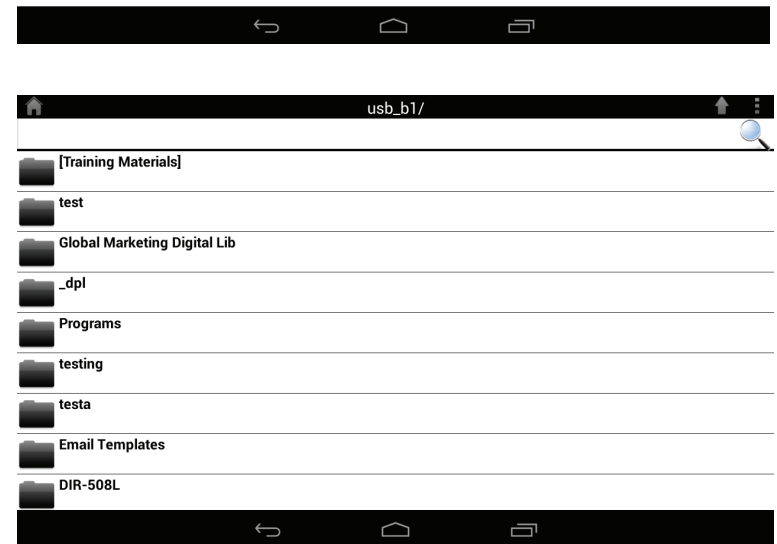 usb_b1/
[Training Materials]
test
Global Marketing Digital Lib
_dpl
Programs
testing
testa
Email Templates
DIR-508L